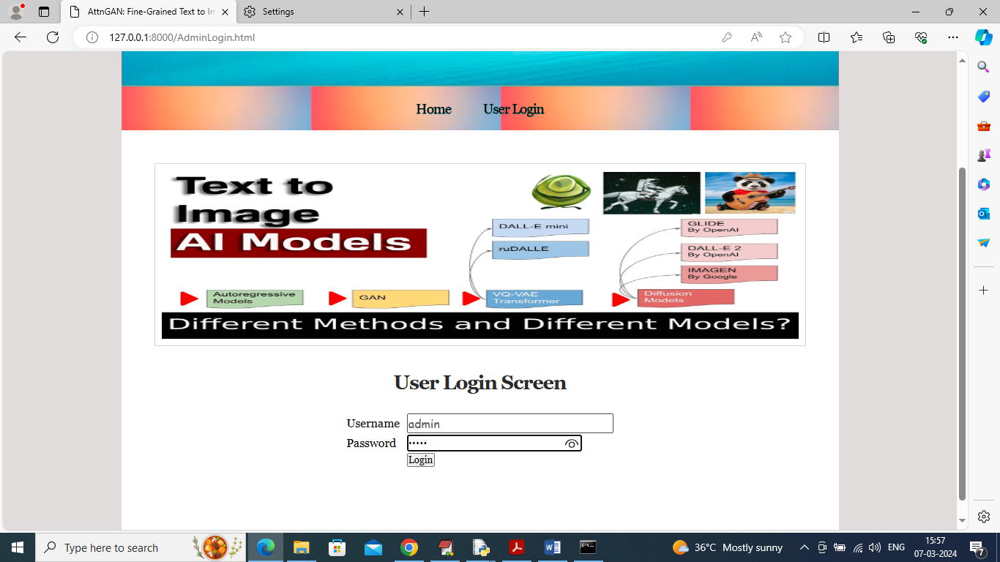 AttnGAN: Fine-Grained Text to Im
Settings
127.0.0.1:8000/AdminLogin.html
Home
User Login
Text to
Image
AI Models
DALL-E mini
ruDALLE
GLIDE
By OpenAI
DALL-E 2
By OpenAI
IMAGEN
By Google
Autoregressive
Models
GAN
VQ-VAE
Transformer
Diffusion
Models
Different Methods and Different Models?
User Login Screen
Username admin
Password •••••
Login
Type here to search
36°C Mostly sunny
ENG
15:57
07-03-2024
7